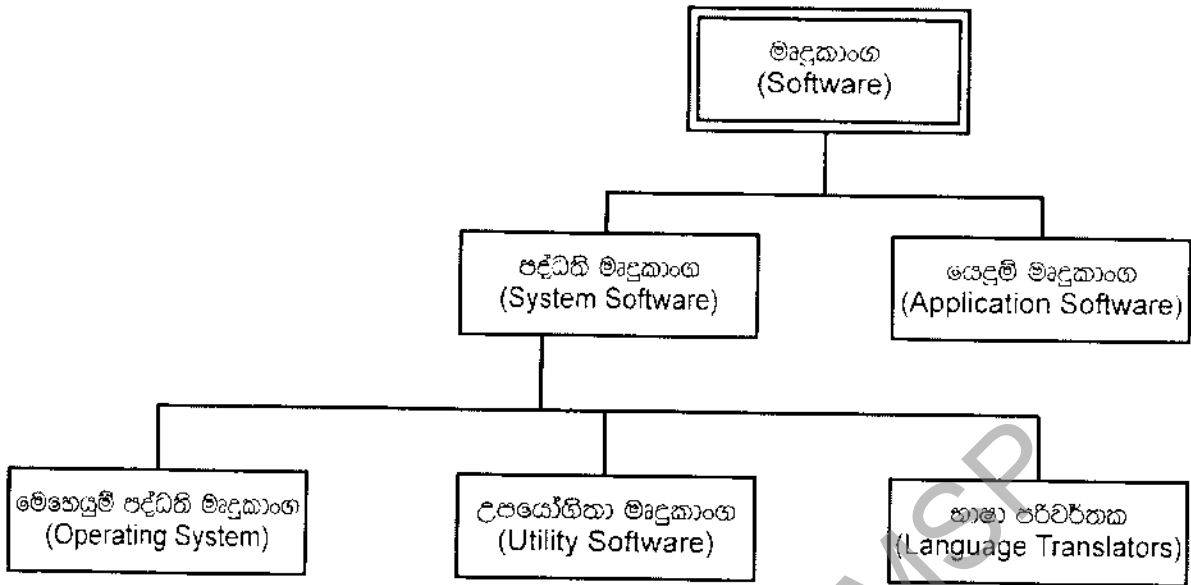 මෘදුකාංග
(Software)
පද්ධති මෘදුකාංග
(System Software)
යෙදුම් මෘදුකාංග
(Application Software)
මෙහෙයුම් පද්ධති මෘදුකාංග
(Operating System)
උපයෝගිතා මෘදුකාංග
(Utility Software)
භාෂා පරිවර්තක
(Language Translators)
MSP